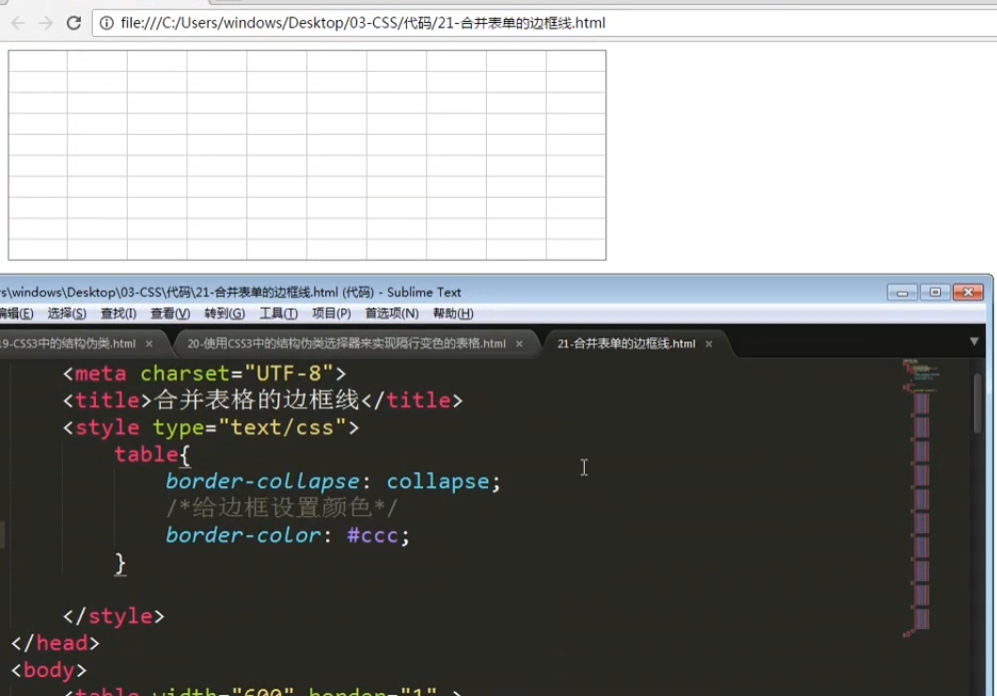 file:///C:/Users/windows/Desktop/03-CSS/代码/21-合并表单的边框线.html
s\windows\Desktop\03-CSS\代码\21-合并表单的边框线.html (代码) - Sublime Text
编辑(E) 选择(S) 查找(I) 查看(V) 转到(G) 工具(T) 项目(P) 首选项(N) 帮助(H)
19-CSS3中的结构伪类.html × 20-使用CSS3中的结构伪类选择器来实现隔行变色的表格.html × 21-合并表单的边框线.html ×
<meta charset="UTF-8">
<title>合并表格的边框线</title>
<style type="text/css">
table{
border-collapse: collapse;
/*给边框设置颜色*/
border-color: #ccc;
}
</style>
</head>
<body>
<table width="600" border="1" >